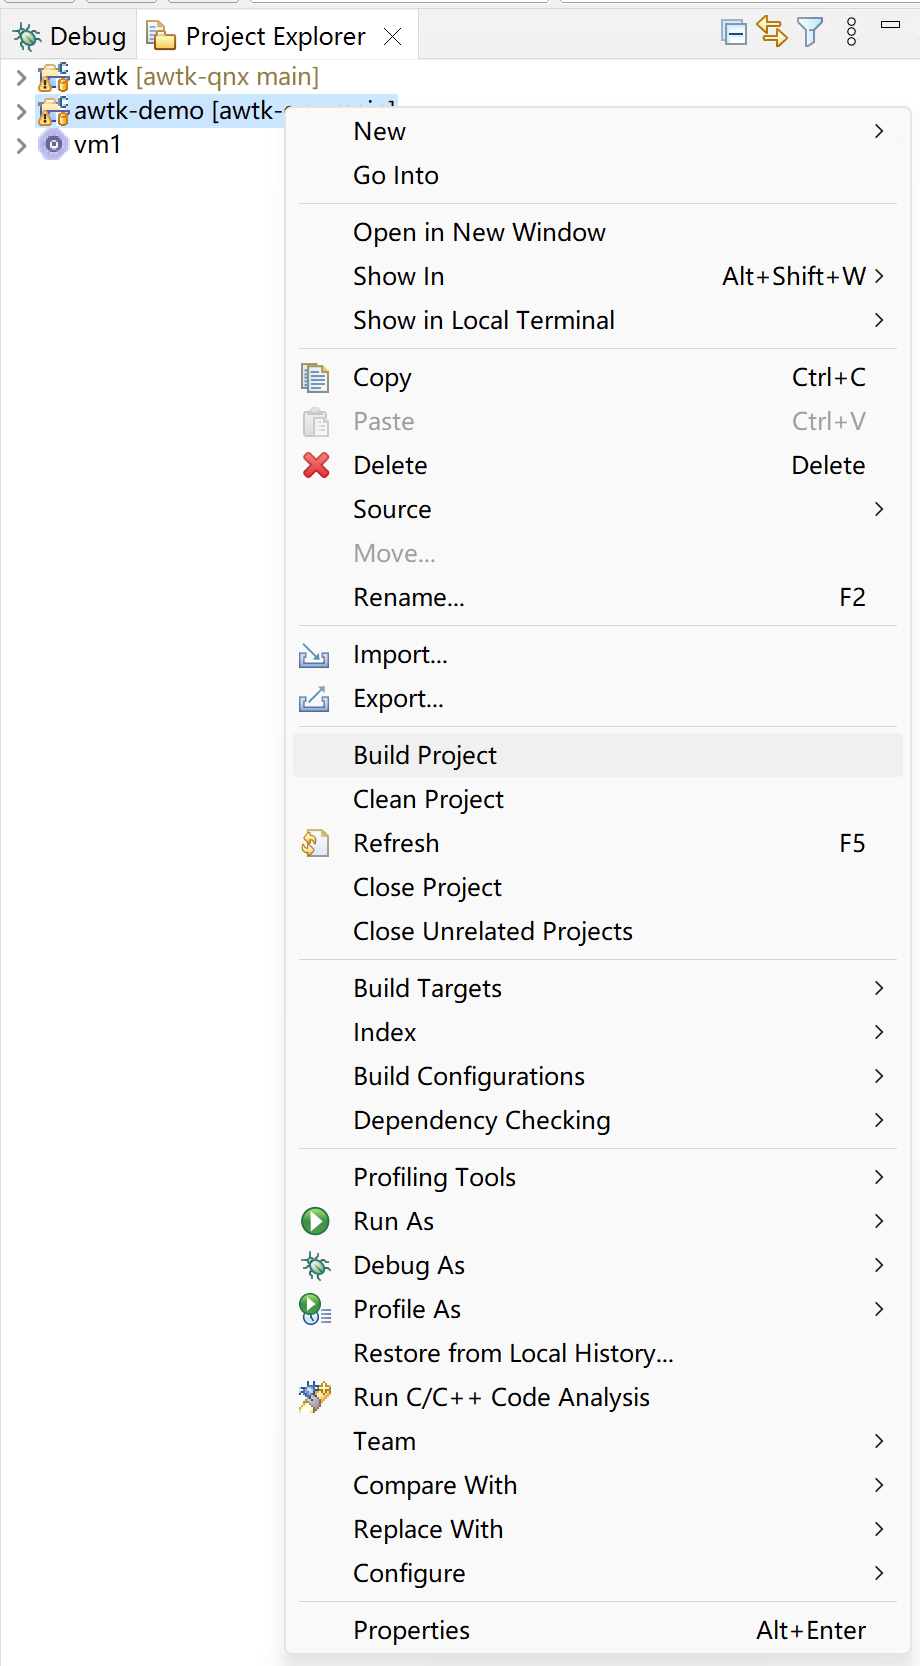 Debug Project Explorer
awtk [awtk-qnx main]
awtk-demo [awtk-qnx main]
vm1
New
Go Into
Open in New Window
Show In Alt+Shift+W
Show in Local Terminal
Copy Ctrl+C
Paste Ctrl+V
Delete Delete
Source
Move...
Rename... F2
Import...
Export...
Build Project
Clean Project
Refresh F5
Close Project
Close Unrelated Projects
Build Targets
Index
Build Configurations
Dependency Checking
Profiling Tools
Run As
Debug As
Profile As
Restore from Local History...
Run C/C++ Code Analysis
Team
Compare With
Replace With
Configure
Properties Alt+Enter